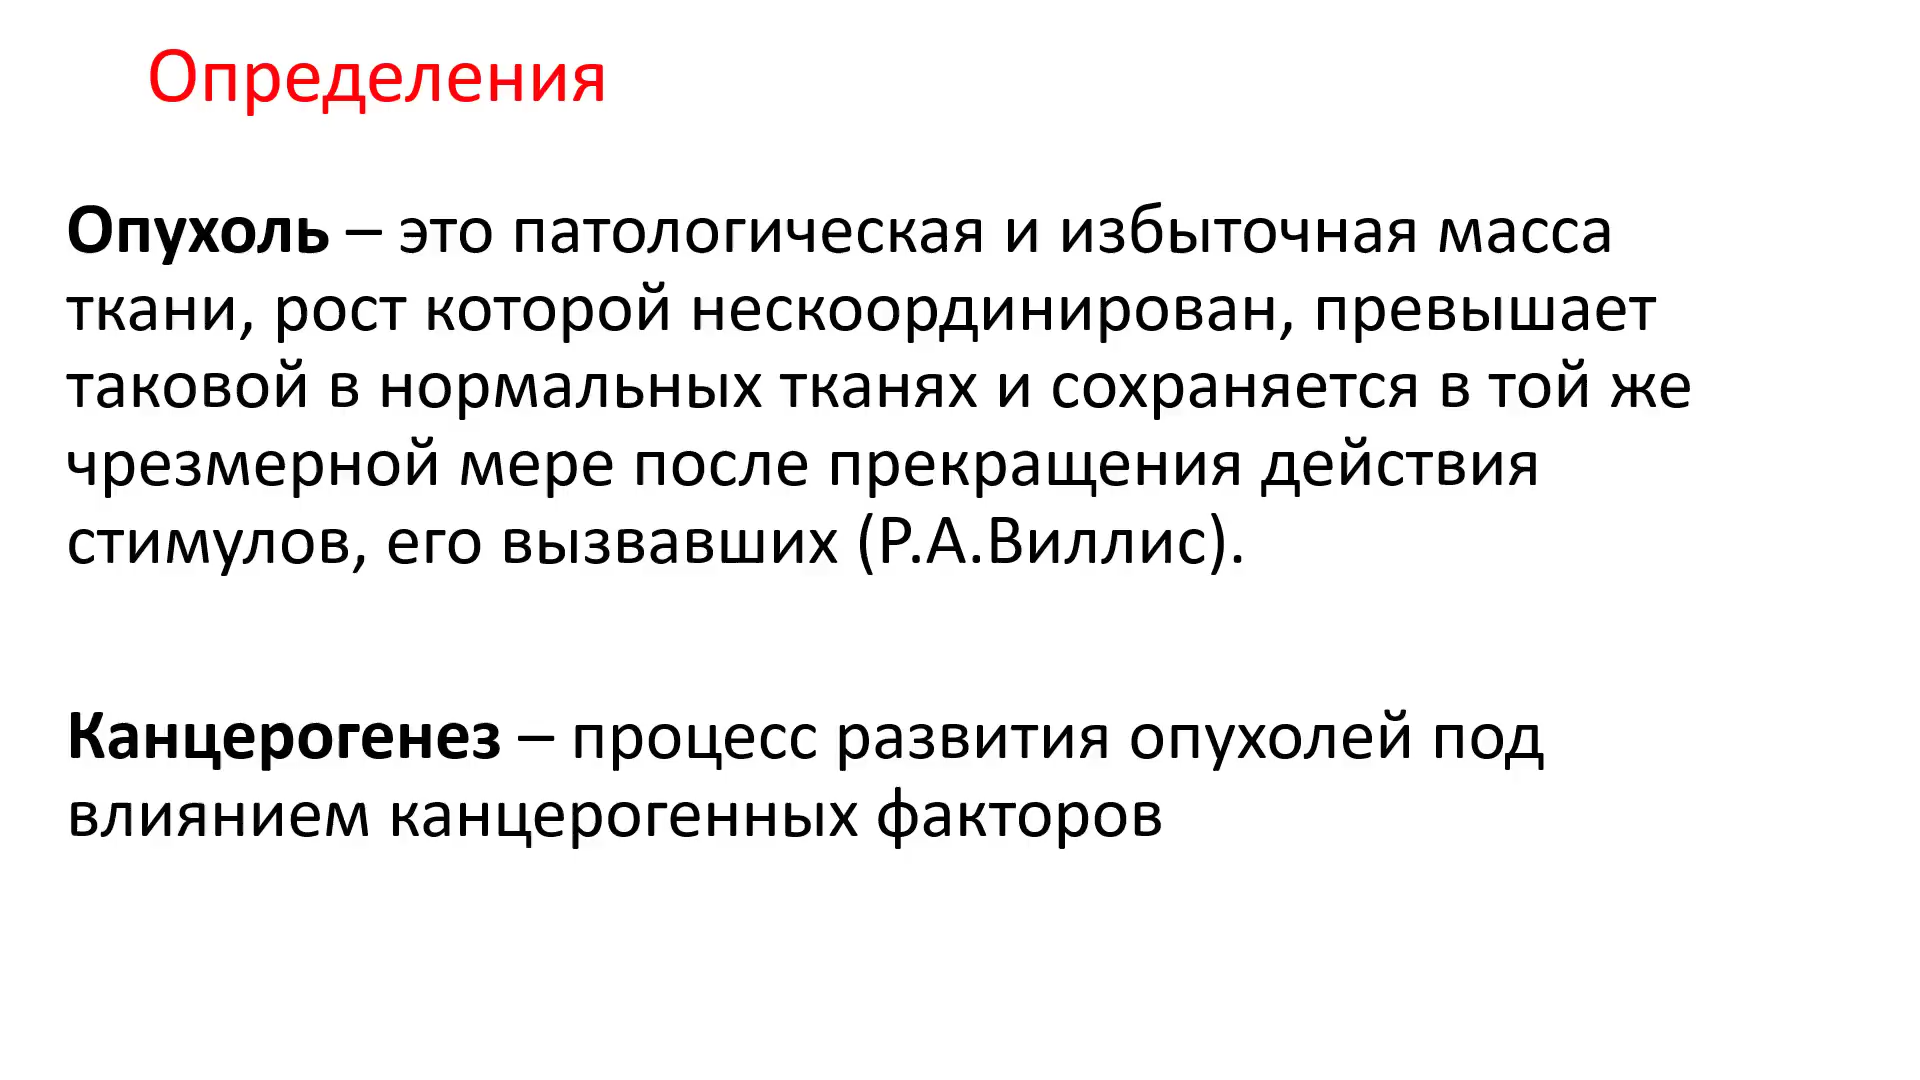 Определения
Опухоль – это патологическая и избыточная масса
ткани, рост которой нескоординирован, превышает
таковой в нормальных тканях и сохраняется в той же
чрезмерной мере после прекращения действия
стимулов, его вызвавших (Р.А.Виллис).
Канцерогенез – процесс развития опухолей под
влиянием канцерогенных факторов